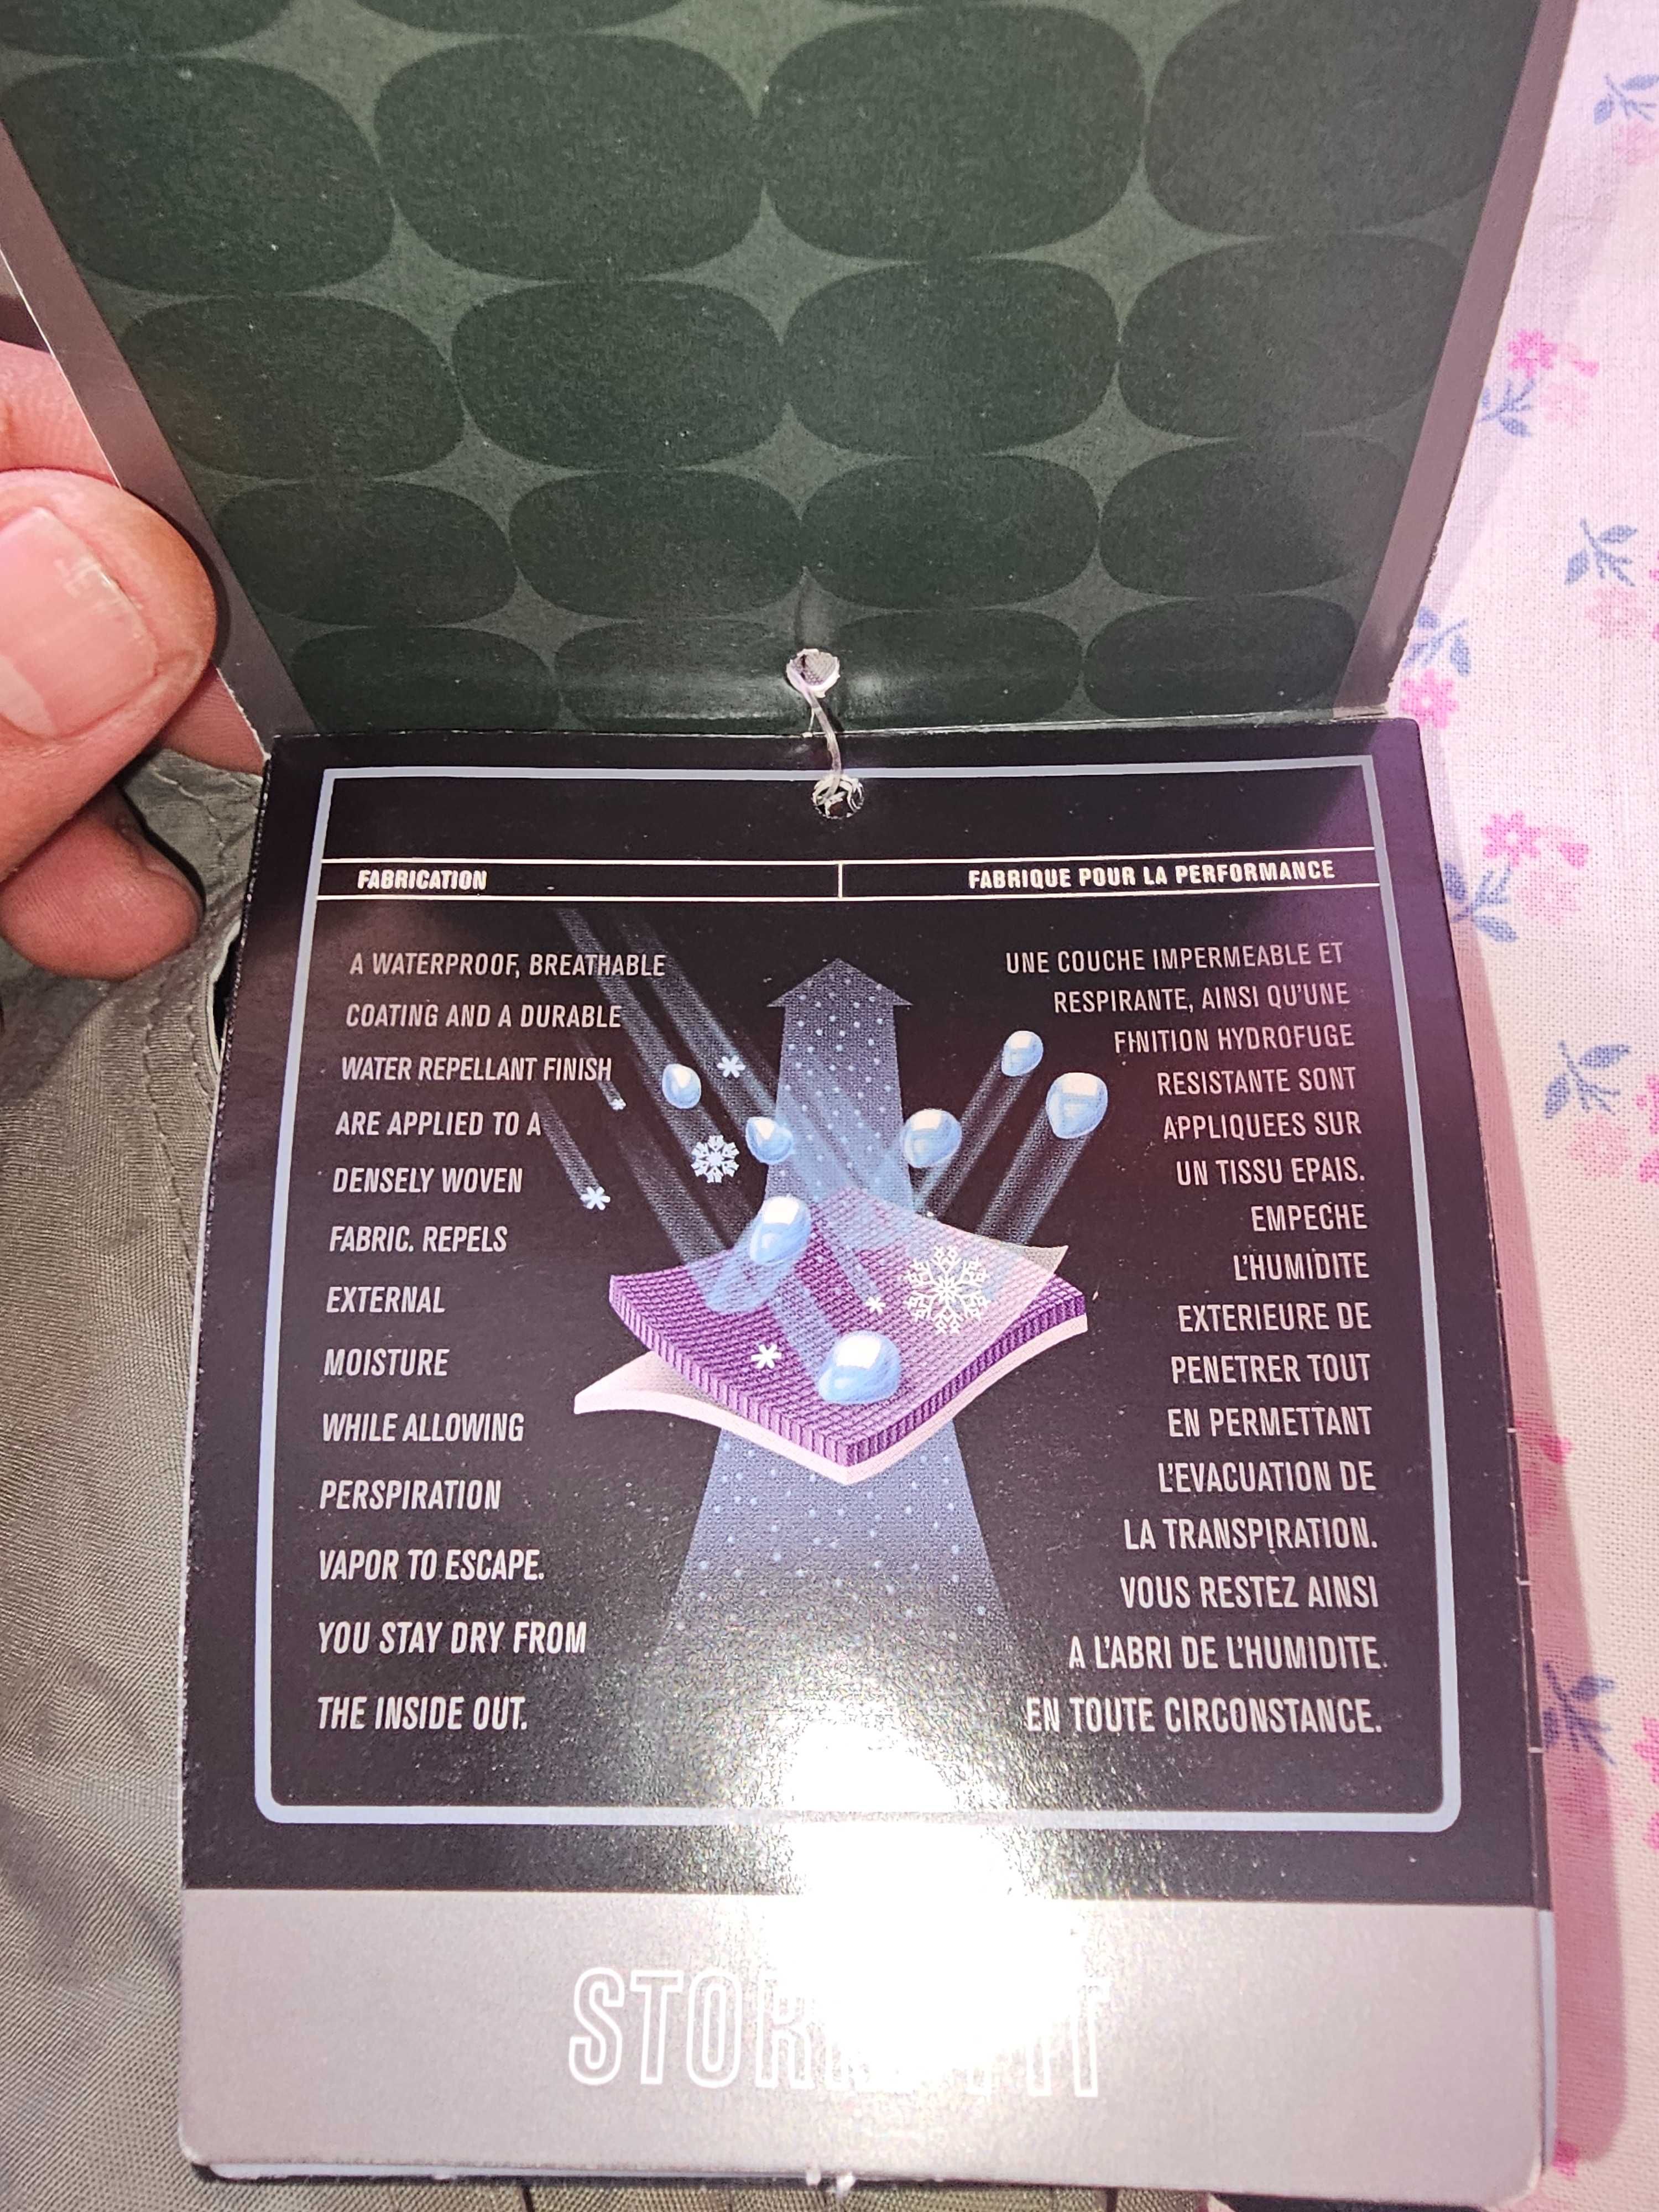 FABRICATION
FABRIQUE POUR LA PERFORMANCE
A WATERPROOF, BREATHABLE
COATING AND A DURABLE
WATER REPELLANT FINISH
ARE APPLIED TO A
DENSELY WOVEN
FABRIC. REPELS
EXTERNAL
MOISTURE
WHILE ALLOWING
PERSPIRATION
VAPOR TO ESCAPE.
YOU STAY DRY FROM
THE INSIDE OUT.
UNE COUCHE IMPERMEABLE ET
RESPIRANTE, AINSI QU'UNE
FINITION HYDROFUGE
RESISTANTE SONT
APPLIQUEES SUR
UN TISSU EPAIS.
EMPECHE
L'HUMIDITE
EXTERIEURE DE
PENETRER TOUT
EN PERMETTANT
L'EVACUATION DE
LA TRANSPIRATION.
VOUS RESTEZ AINSI
A L'ABRI DE L'HUMIDITE
EN TOUTE CIRCONSTANCE.